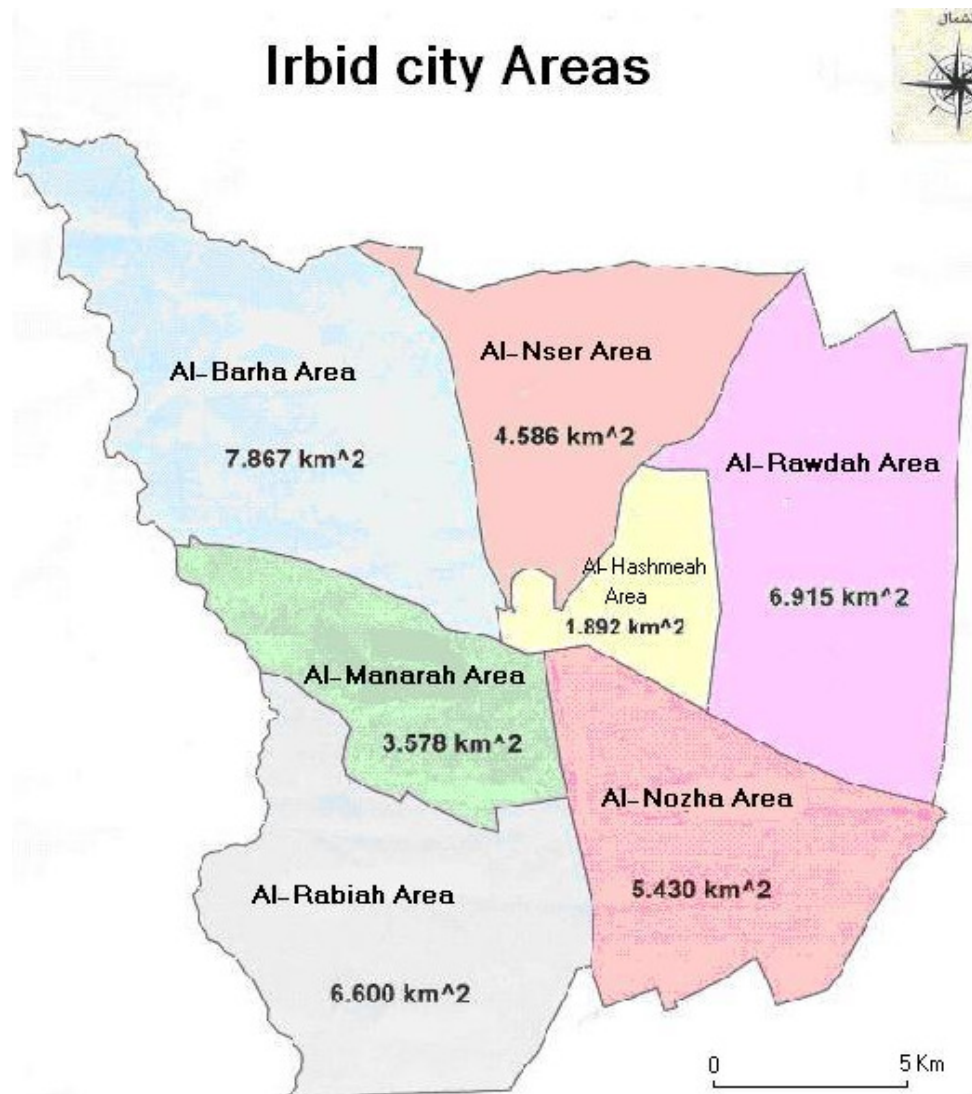 الشمال
Irbid city Areas
Al-Nser Area
4.586 km^2
Al-Barha Area
7.867 km^2
Al-Rawdah Area
6.915 km^2
Al-Hashmeah
Area
1.892 km^2
Al-Manarah Area
3.578 km^2
Al-Nozha Area
5.430 km^2
Al-Rabiah Area
6.600 km^2
0 5 Km